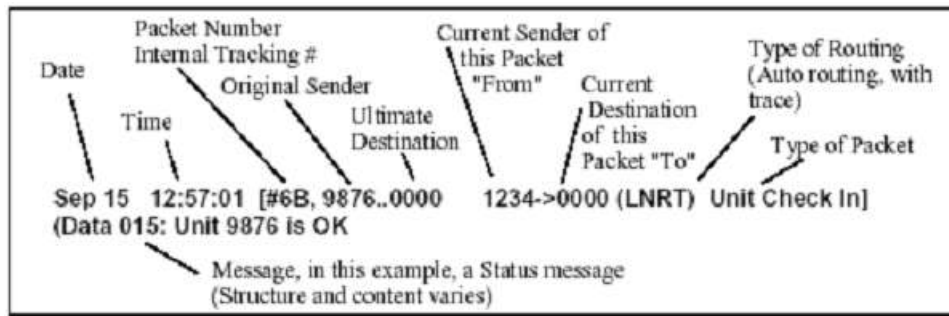 Date
Time
Packet Number
Internal Tracking #
Original Sender
Ultimate
Destination
Current Sender of
this Packet
"From"
Current
Destination
of this
Packet "To"
Type of Routing
(Auto routing, with
trace)
Type of Packet
Sep 15 12:57:01 [#6B, 9876..0000 1234->0000 (LNRT) Unit Check In]
(Data 015: Unit 9876 is OK
Message, in this example, a Status message
(Structure and content varies)